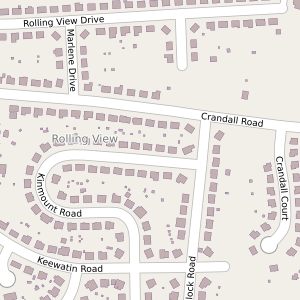 Rolling View Drive
Marlene Drive
Crandall Road
Rolling View
Crandall Court
Kinmount Road
Keewatin Road
lock Road